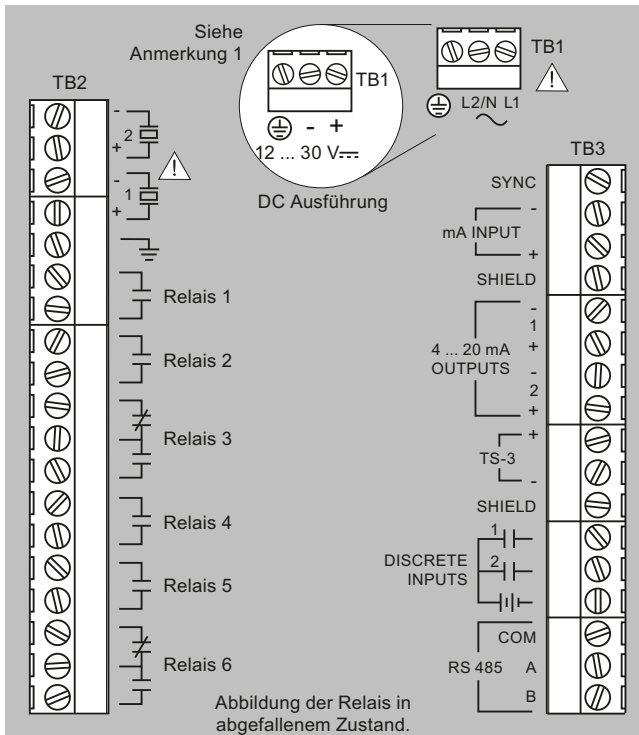 Siehe
Anmerkung 1
TB1
- +
12 ... 30 V
DC Ausführung
TB1
L2/N L1
TB2
-
2
+
-
1
+
Relais 1
Relais 2
Relais 3
Relais 4
Relais 5
Relais 6
Abbildung der Relais in
abgefallenem Zustand.
TB3
SYNC
-
mA INPUT
+
SHIELD
-
1
+
4 ... 20 mA
OUTPUTS
-
2
+
+
TS-3
-
SHIELD
1
DISCRETE
INPUTS
2
COM
RS 485 A
B